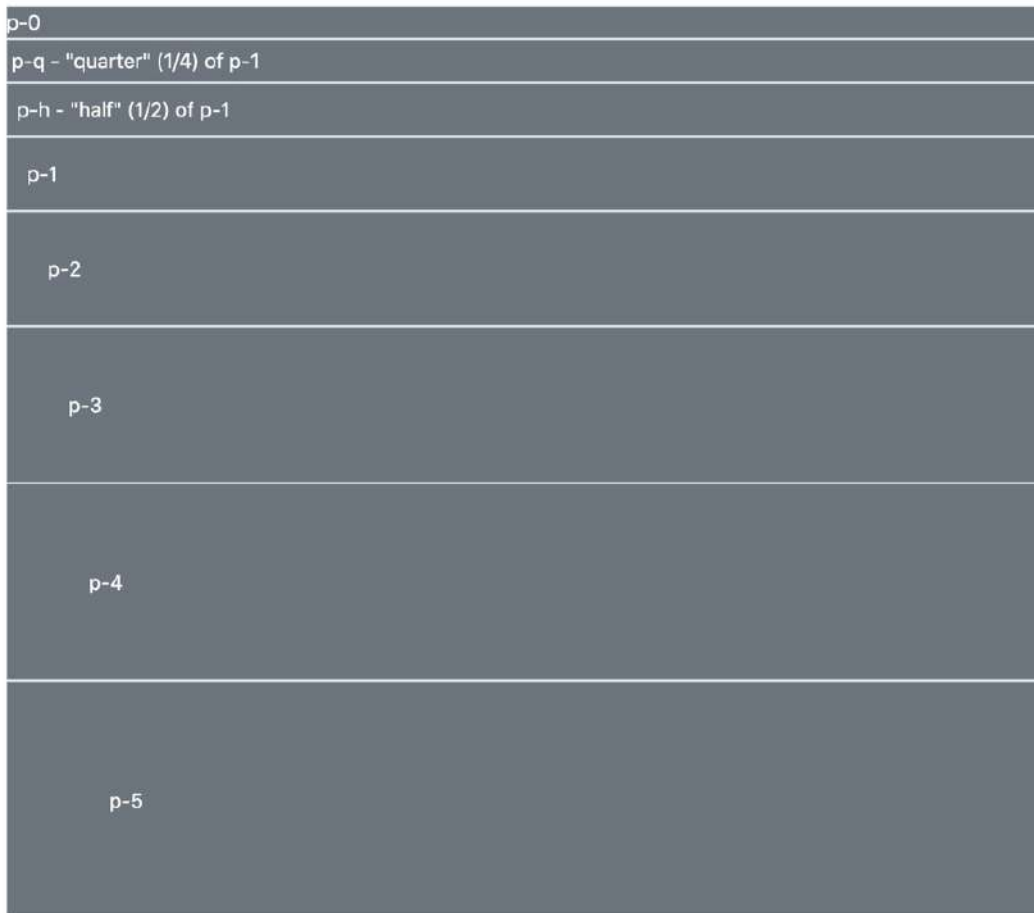 p-0
p-q - "quarter" (1/4) of p-1
p-h - "half" (1/2) of p-1
p-1
p-2
p-3
p-4
p-5